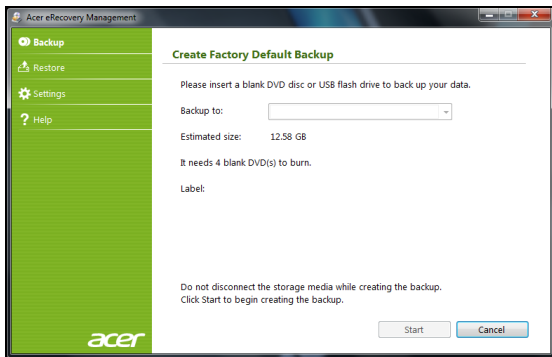 Acer eRecovery Management
Backup
Restore
Settings
Help
Create Factory Default Backup
Please insert a blank DVD disc or USB flash drive to back up your data.
Backup to:
Estimated size: 12.58 GB
It needs 4 blank DVD(s) to burn.
Label:
Do not disconnect the storage media while creating the backup.
Click Start to begin creating the backup.
Start Cancel
acer